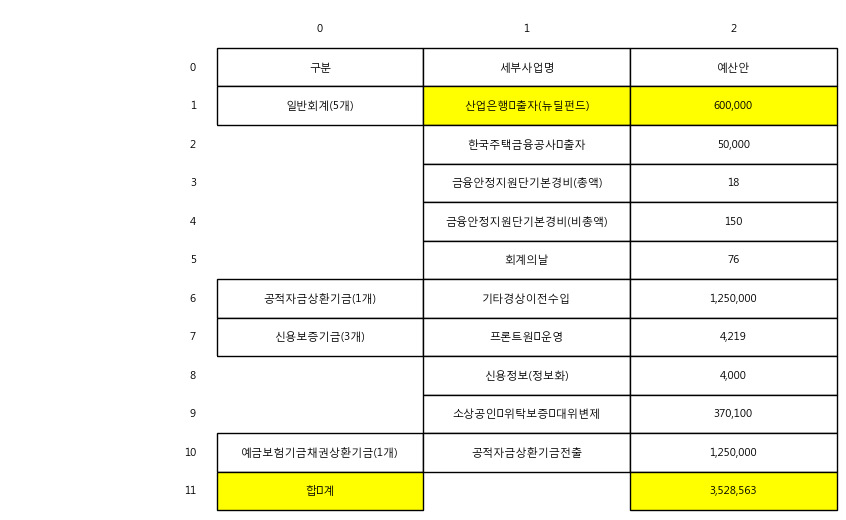 0 1 2
0 구분 세부사업명 예산안
1 일반회계(5개) 산업은행□출자(뉴딜펀드) 600,000
2 한국주택금융공사□출자 50,000
3 금융안정지원단기본경비(총액) 18
4 금융안정지원단기본경비(비총액) 150
5 회계의날 76
6 공적자금상환기금(1개) 기타경상이전수입 1,250,000
7 신용보증기금(3개) 프론트원□운영 4,219
8 신용정보(정보화) 4,000
9 소상공인□위탁보증□대위변제 370,100
10 예금보험기금채권상환기금(1개) 공적자금상환기금전출 1,250,000
11 합□계 3,528,563